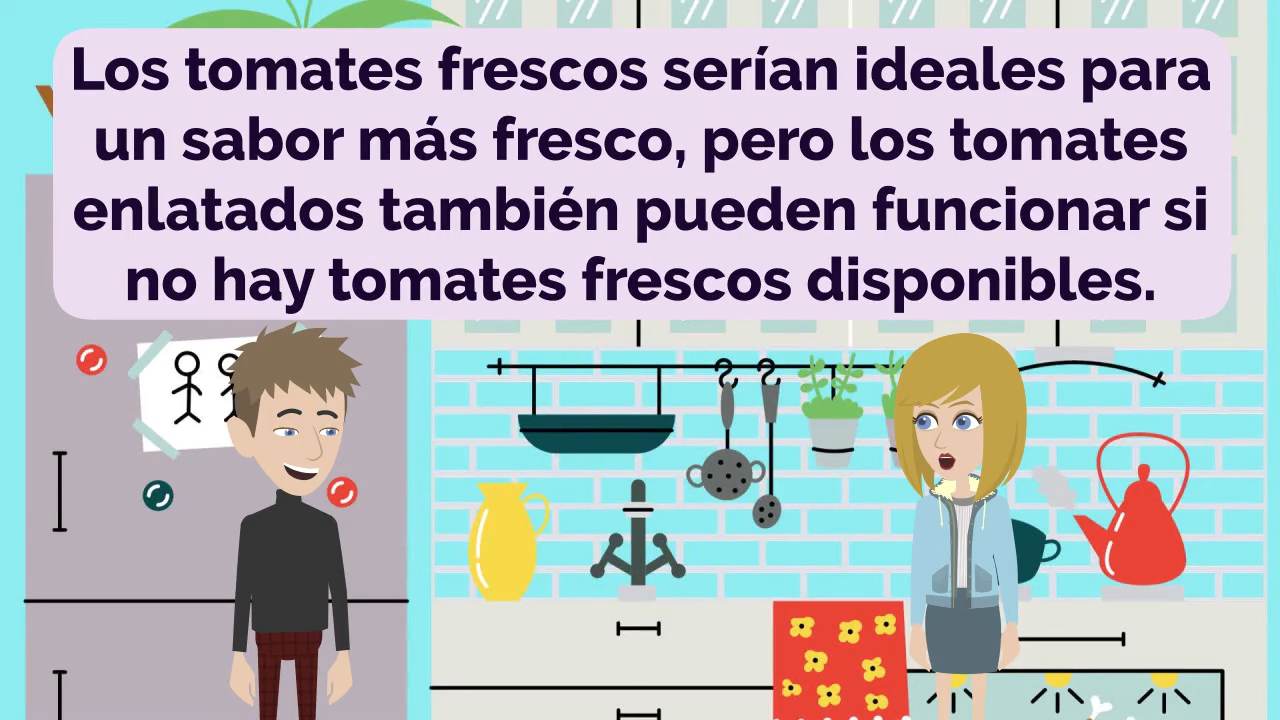 Los tomates frescos serían ideales para
un sabor más fresco, pero los tomates
enlatados también pueden funcionar si
no hay tomates frescos disponibles.